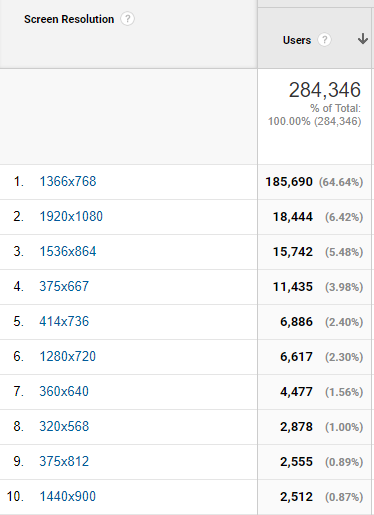 Screen Resolution ?
Users ?
284,346
% of Total:
100.00% (284,346)
1. 1366x768 185,690 (64.64%)
2. 1920x1080 18,444 (6.42%)
3. 1536x864 15,742 (5.48%)
4. 375x667 11,435 (3.98%)
5. 414x736 6,886 (2.40%)
6. 1280x720 6,617 (2.30%)
7. 360x640 4,477 (1.56%)
8. 320x568 2,878 (1.00%)
9. 375x812 2,555 (0.89%)
10. 1440x900 2,512 (0.87%)